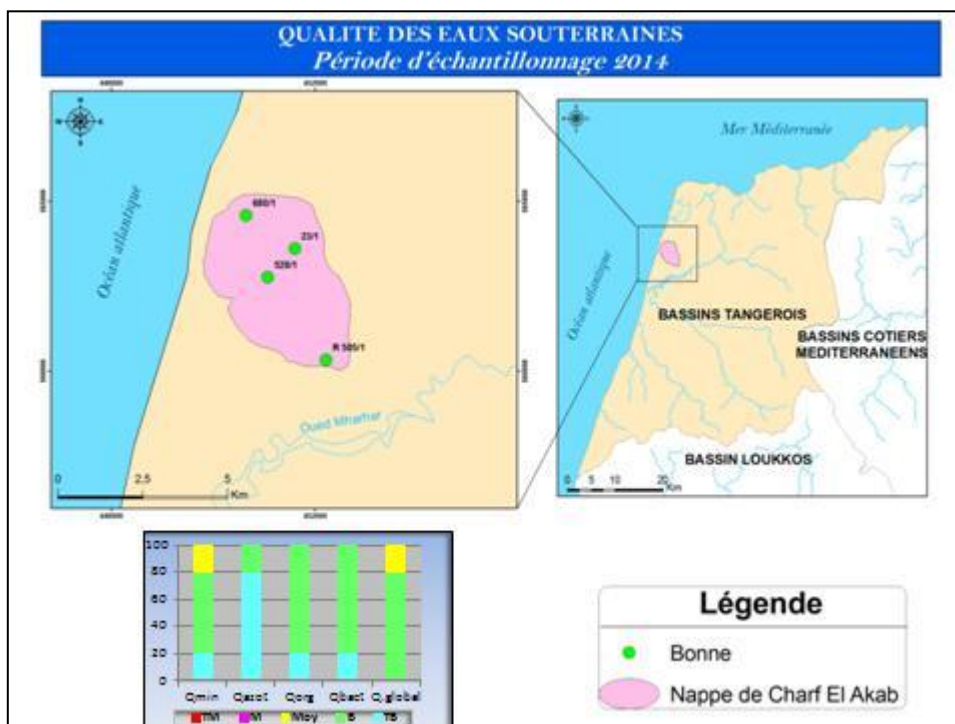 QUALITE DES EAUX SOUTERRAINES
Période d'échantillonnage 2014
Océan atlantique
680/1
23/1
528/1
R 505/1
Oued Mharhar
0 2,5 5
Km
Mer Méditerranée
Océan atlantique
BASSINS TANGEROIS
BASSINS COTIERS
MEDITERRANEENS
BASSIN LOUKKOS
0 5 10 20
Km
100
80
60
40
20
0
Qmin Qazot Qorg Qbact Q.global
TM M Moy B TB
Légende
Bonne
Nappe de Charf El Akab